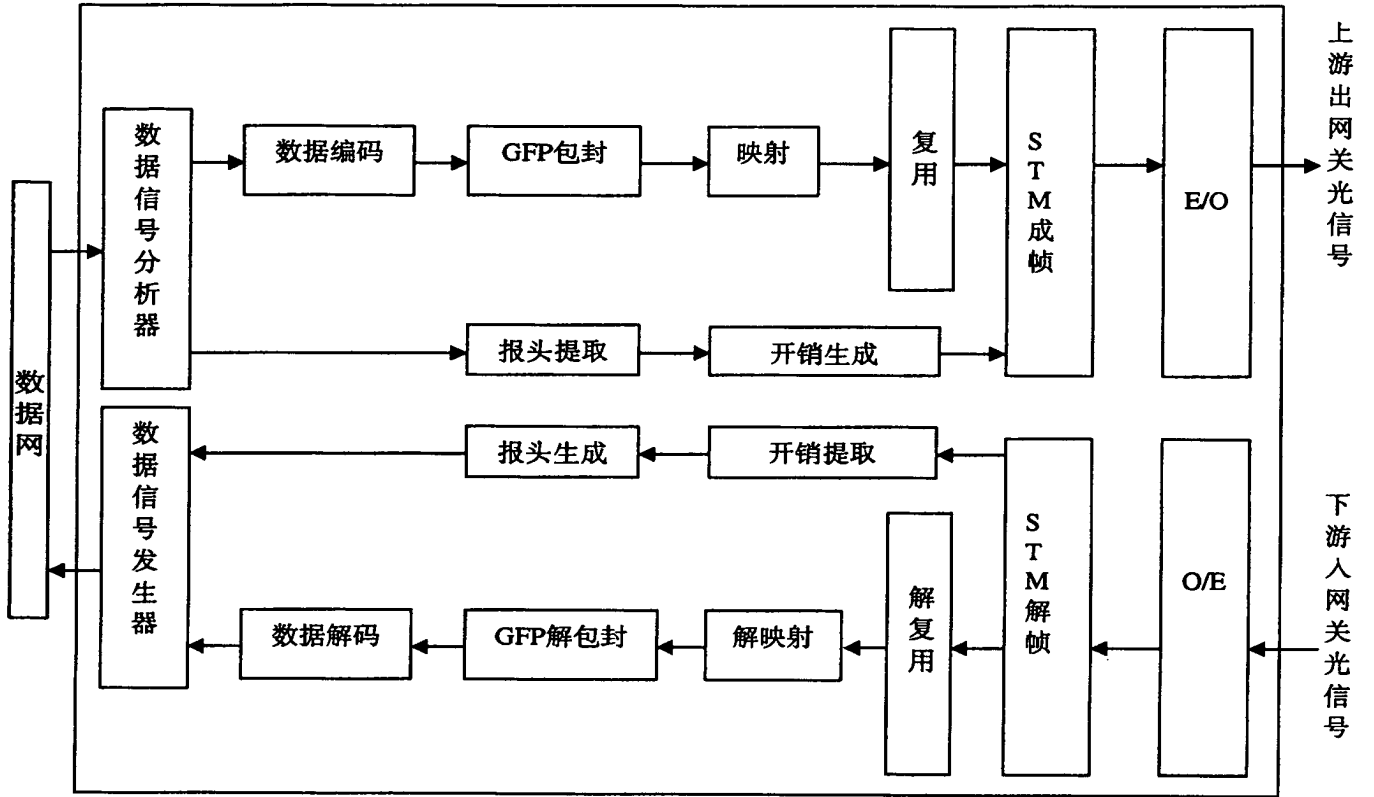 数据网
数据信号分析器
数据编码
GFP包封
映射
复用
STM成帧
E/O
上游出网关光信号
报头提取
开销生成
数据信号发生器
报头生成
开销提取
STM解帧
O/E
下游入网关光信号
解复用
解映射
GFP解包封
数据解码